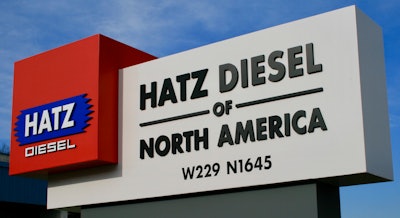 HATZ
DIESEL
HATZ DIESEL
OF
NORTH AMERICA
W229 N1645